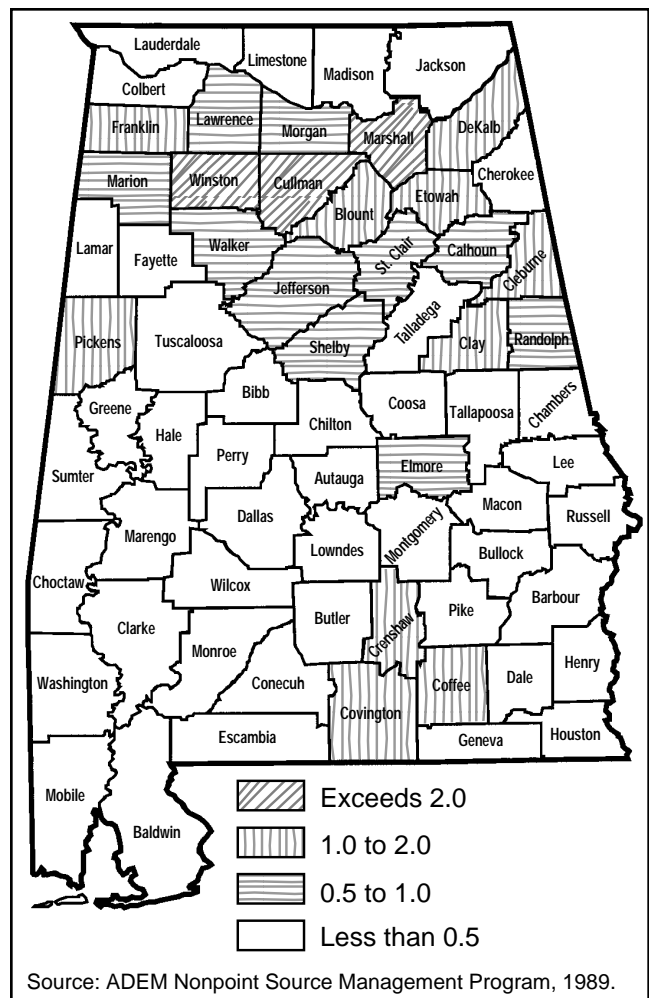 Lauderdale
Limestone
Madison
Jackson
Colbert
Franklin
Lawrence
Morgan
Marshall
DeKalb
Cherokee
Marion
Winston
Cullman
Blount
Etowah
Lamar
Fayette
Walker
Jefferson
St. Clair
Calhoun
Cleburne
Pickens
Tuscaloosa
Shelby
Talladega
Clay
Randolph
Greene
Hale
Bibb
Chilton
Coosa
Tallapoosa
Chambers
Sumter
Perry
Autauga
Elmore
Lee
Marengo
Dallas
Lowndes
Montgomery
Macon
Russell
Bullock
Choctaw
Wilcox
Clarke
Butler
Crenshaw
Pike
Barbour
Monroe
Washington
Conecuh
Covington
Coffee
Dale
Henry
Escambia
Geneva
Houston
Mobile
Baldwin
Exceeds 2.0
1.0 to 2.0
0.5 to 1.0
Less than 0.5
Source: ADEM Nonpoint Source Management Program, 1989.